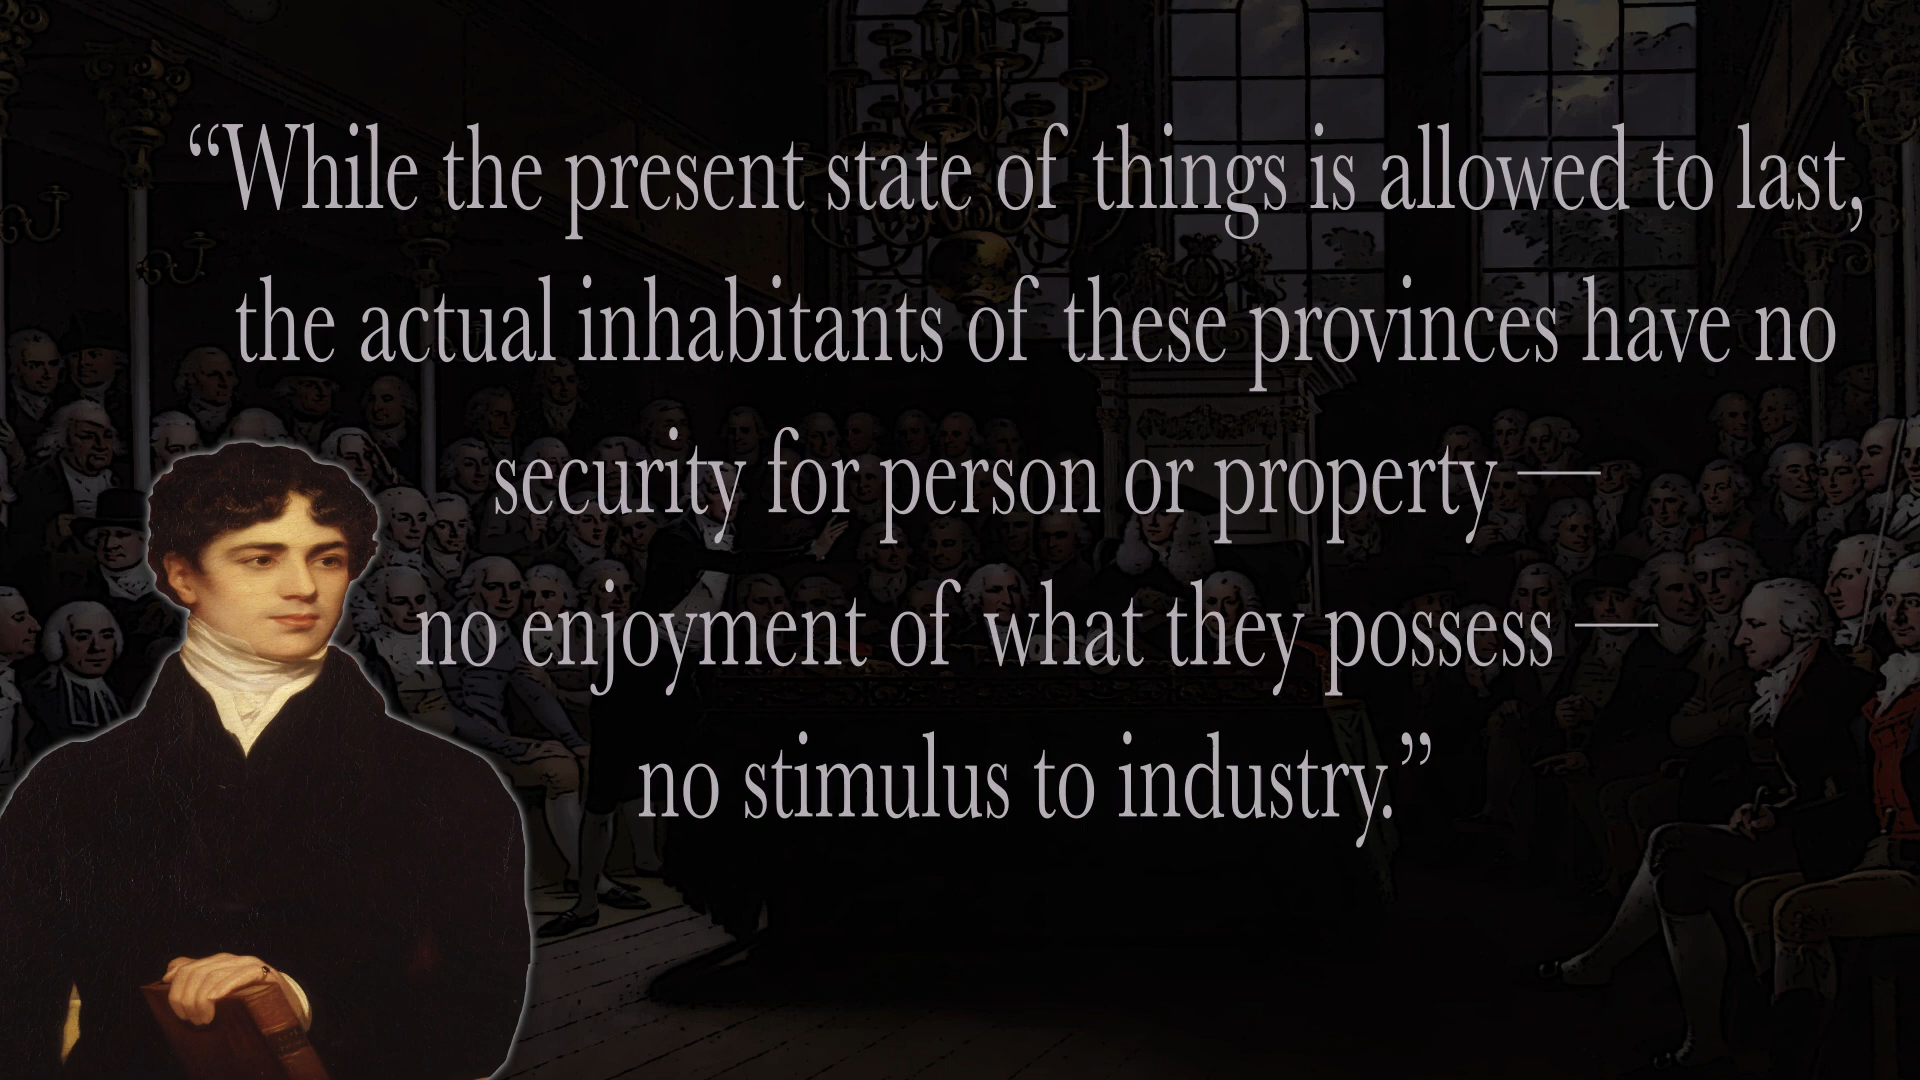 “While the present state of things is allowed to last,
the actual inhabitants of these provinces have no
security for person or property —
no enjoyment of what they possess —
no stimulus to industry.”